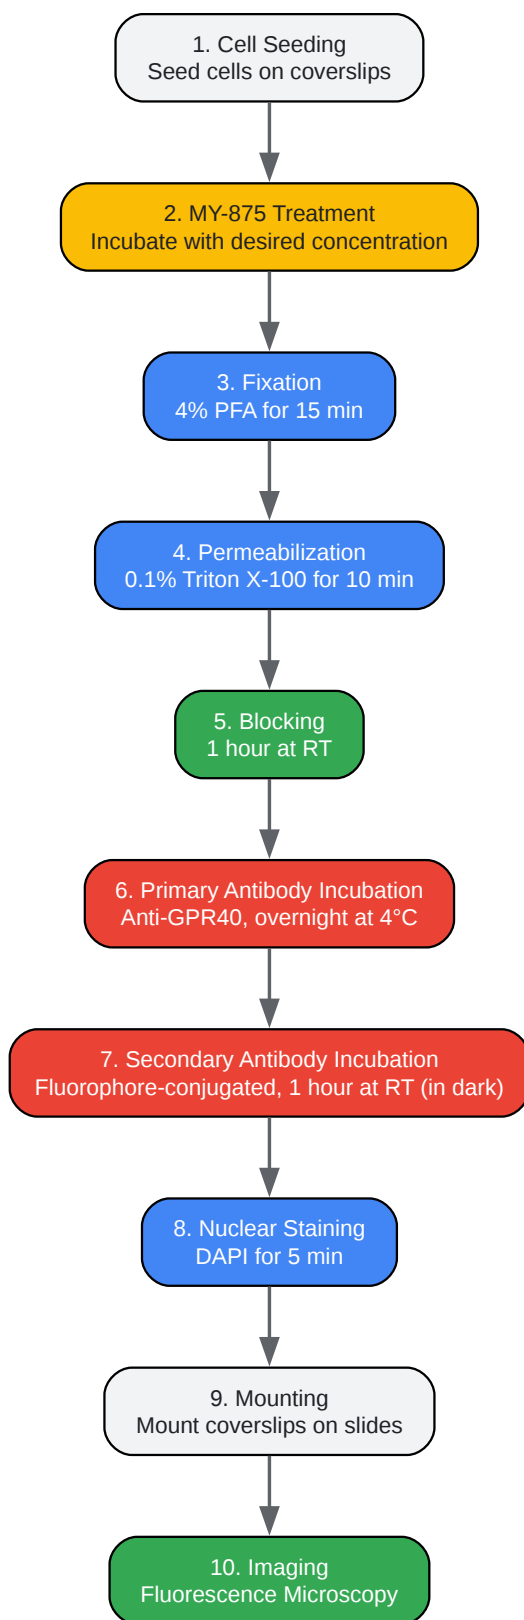 1. Cell Seeding
Seed cells on coverslips
2. MY-875 Treatment
Incubate with desired concentration
3. Fixation
4% PFA for 15 min
4. Permeabilization
0.1% Triton X-100 for 10 min
5. Blocking
1 hour at RT
6. Primary Antibody Incubation
Anti-GPR40, overnight at 4°C
7. Secondary Antibody Incubation
Fluorophore-conjugated, 1 hour at RT (in dark)
8. Nuclear Staining
DAPI for 5 min
9. Mounting
Mount coverslips on slides
10. Imaging
Fluorescence Microscopy